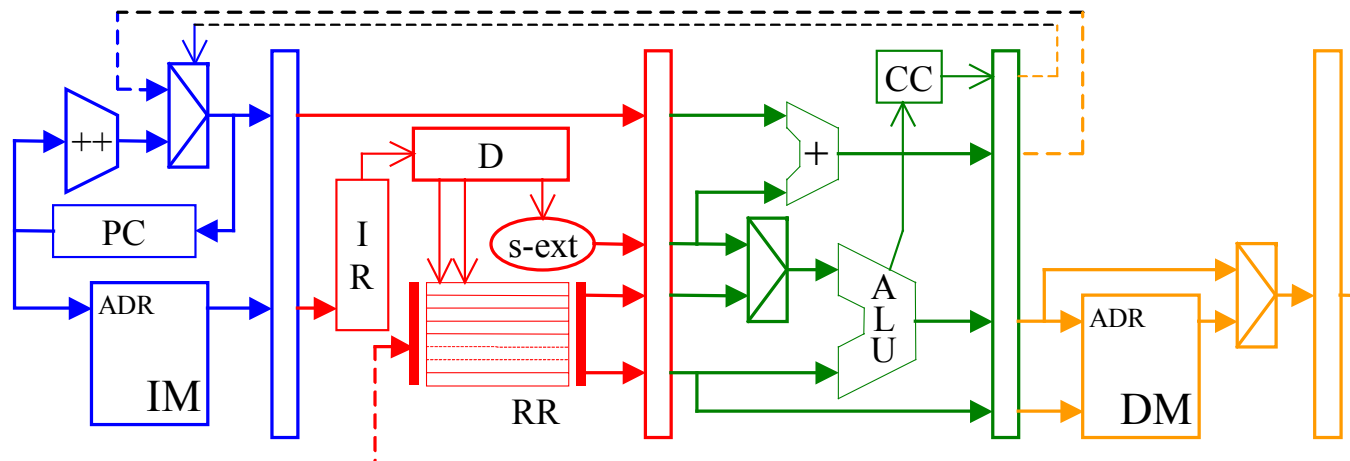 ++
PC
ADR
IM
D
I
R
s-ext
RR
+
CC
A
L
U
ADR
DM